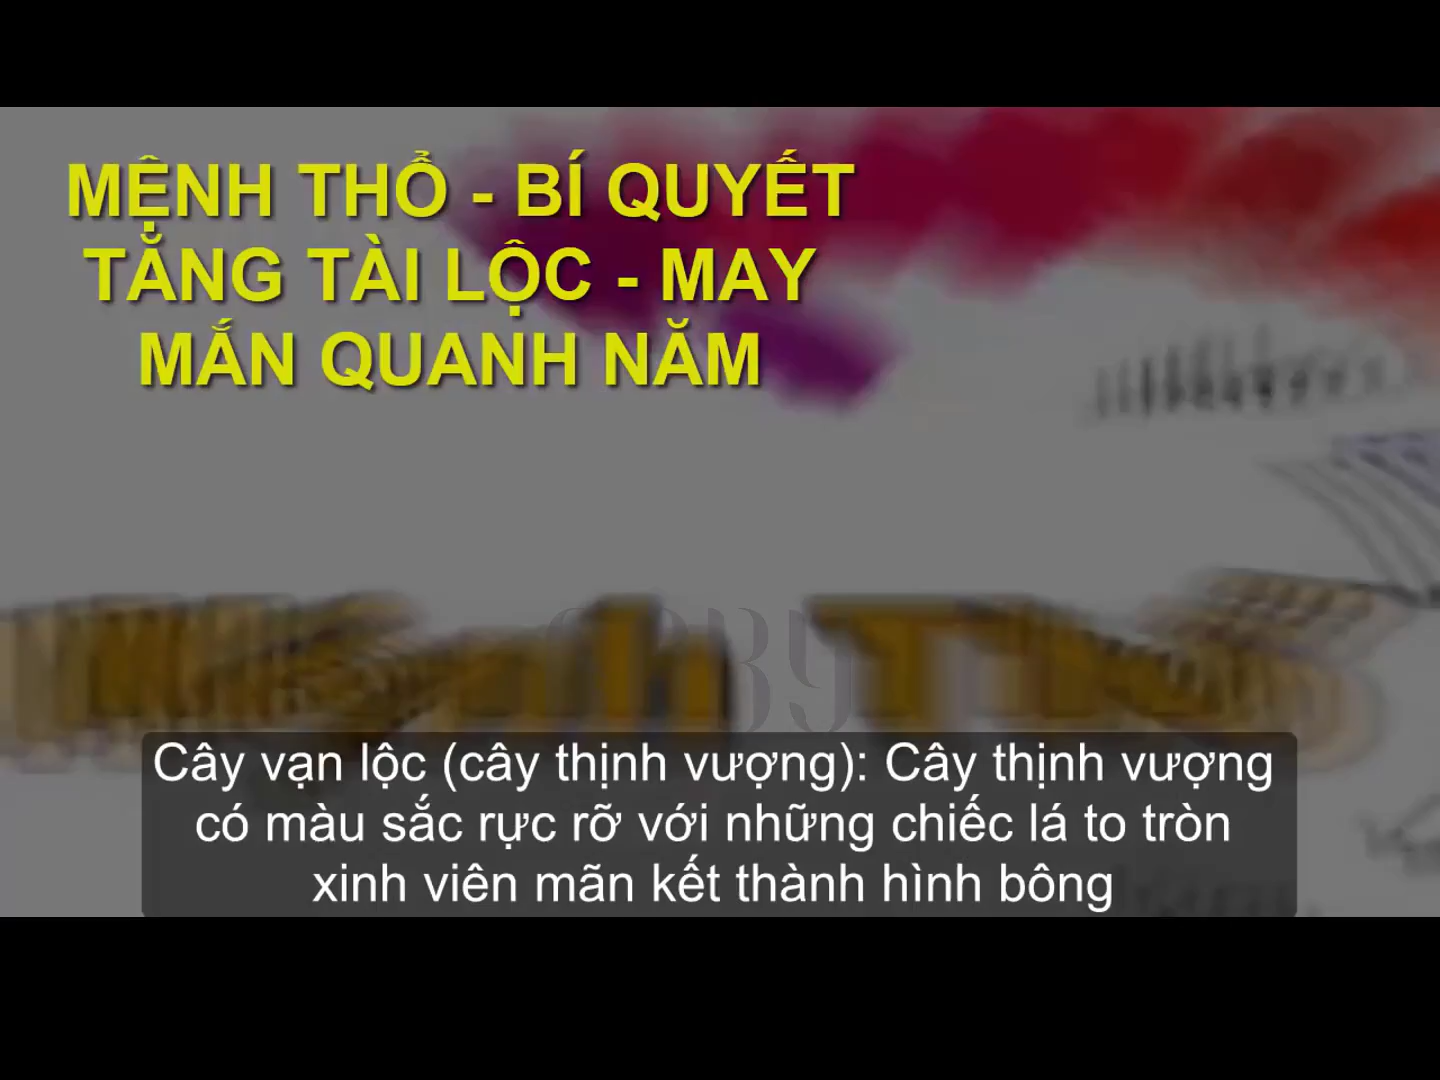 MỆNH THỔ - BÍ QUYẾT
TĂNG TÀI LỘC - MAY
MẮN QUANH NĂM
Cây vạn lộc (cây thịnh vượng): Cây thịnh vượng
có màu sắc rực rỡ với những chiếc lá to tròn
xinh viên mãn kết thành hình bông